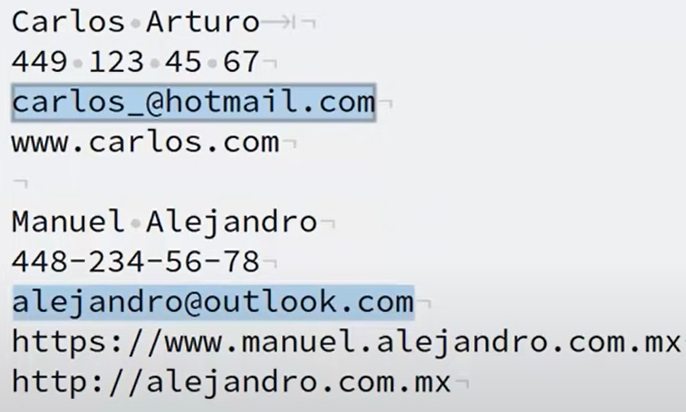 Carlos Arturo
449 123 45 67
carlos_@hotmail.com
www.carlos.com

Manuel Alejandro
448-234-56-78
alejandro@outlook.com
https://www.manuel.alejandro.com.mx
http://alejandro.com.mx